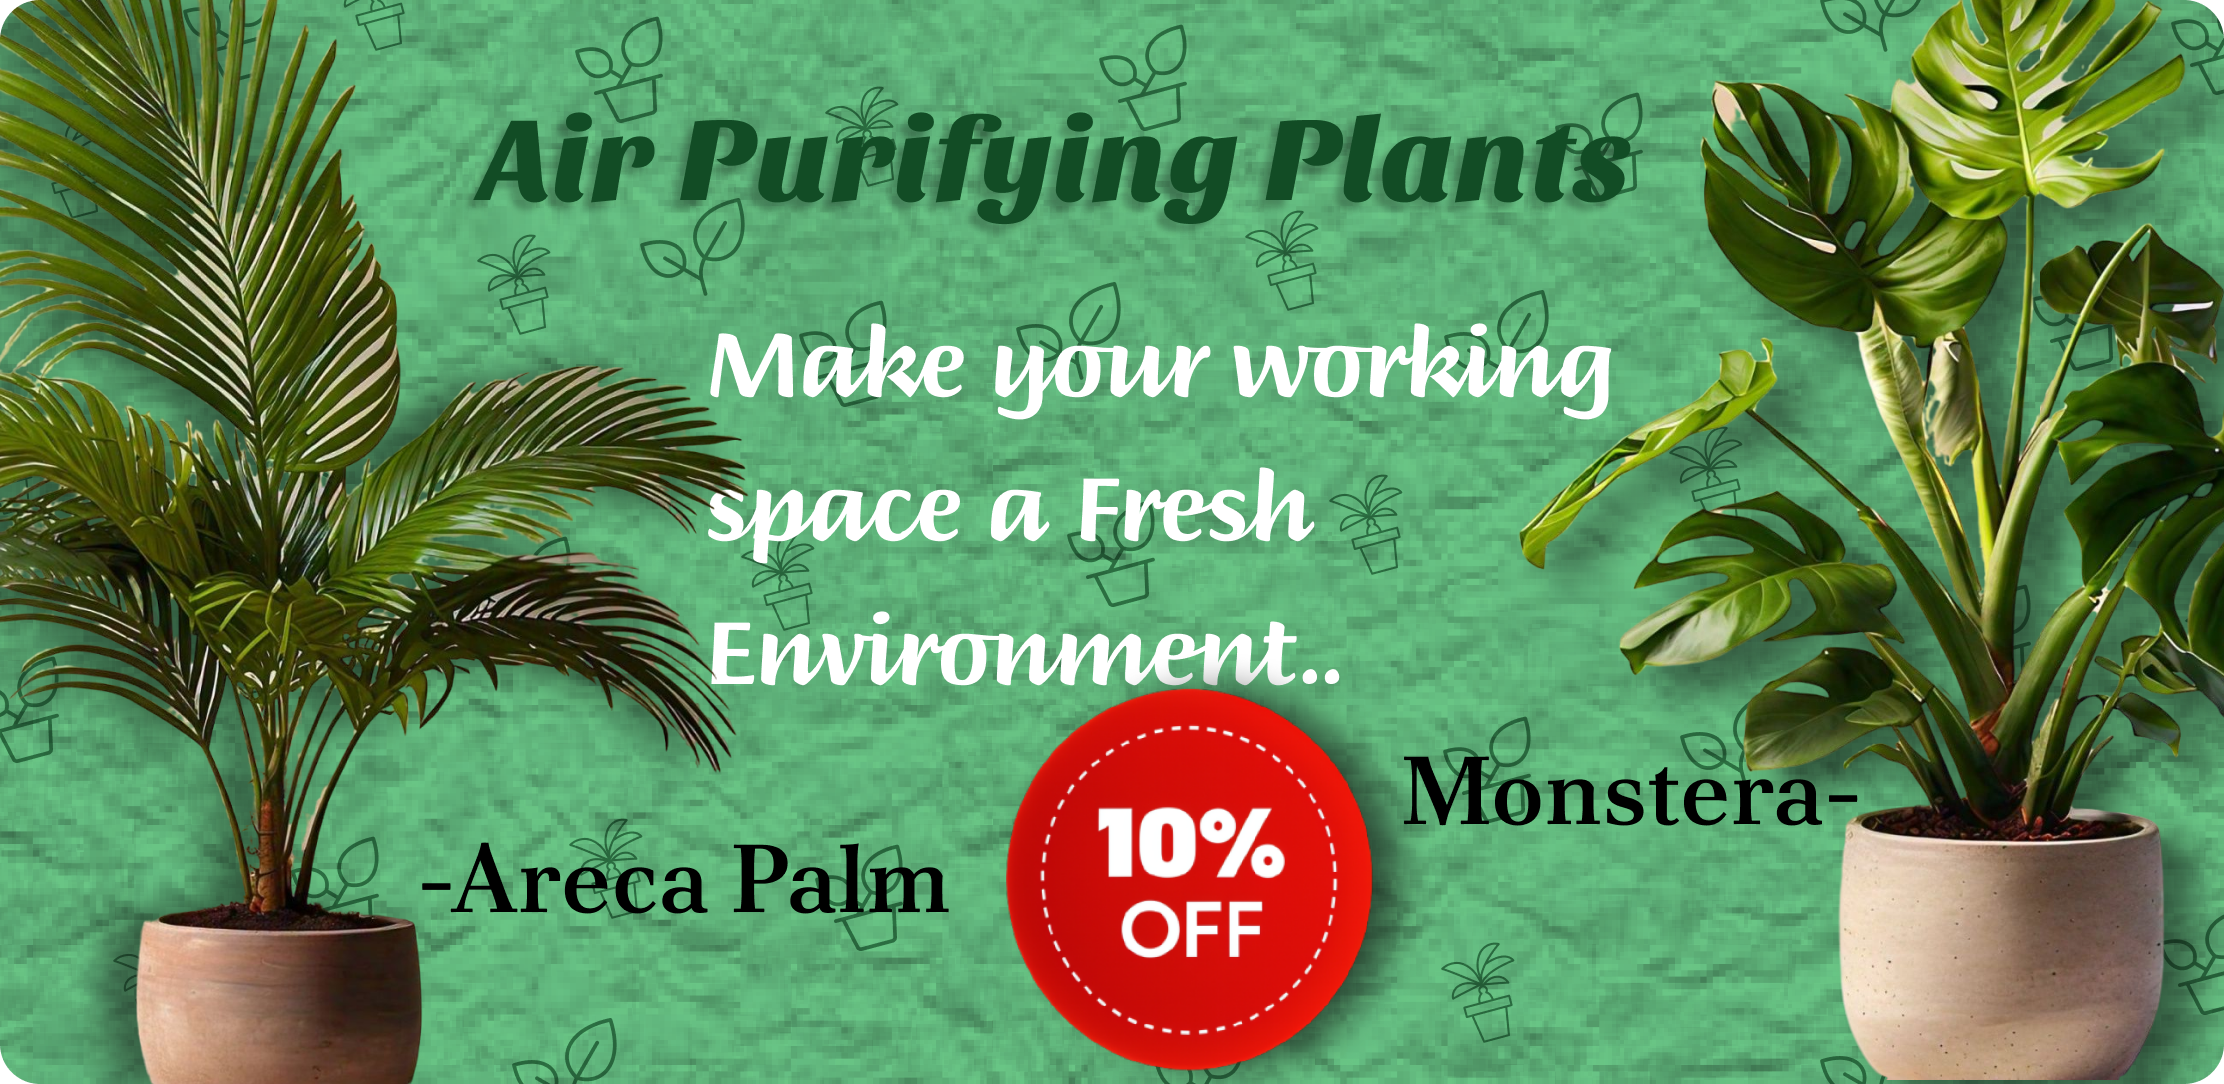 Air Purifying Plants
Make your working
space a Fresh
Environment..
Monstera-
-Areca Palm
10%
OFF